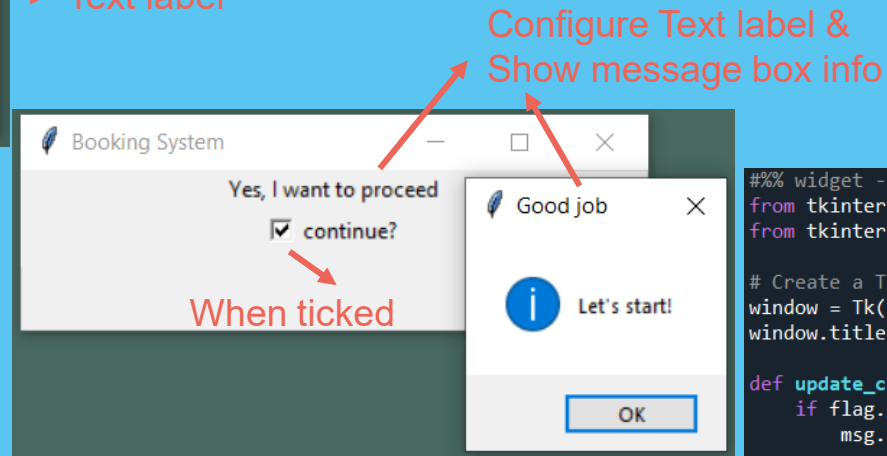 Text label
Configure Text label &
Show message box info
Booking System
Yes, I want to proceed
continue?
When ticked
Good job
i
Let's start!
OK
#%% widget -
from tkinter
from tkinter
# Create a T
window = Tk(
window.title
def update_c
if flag.
msg.